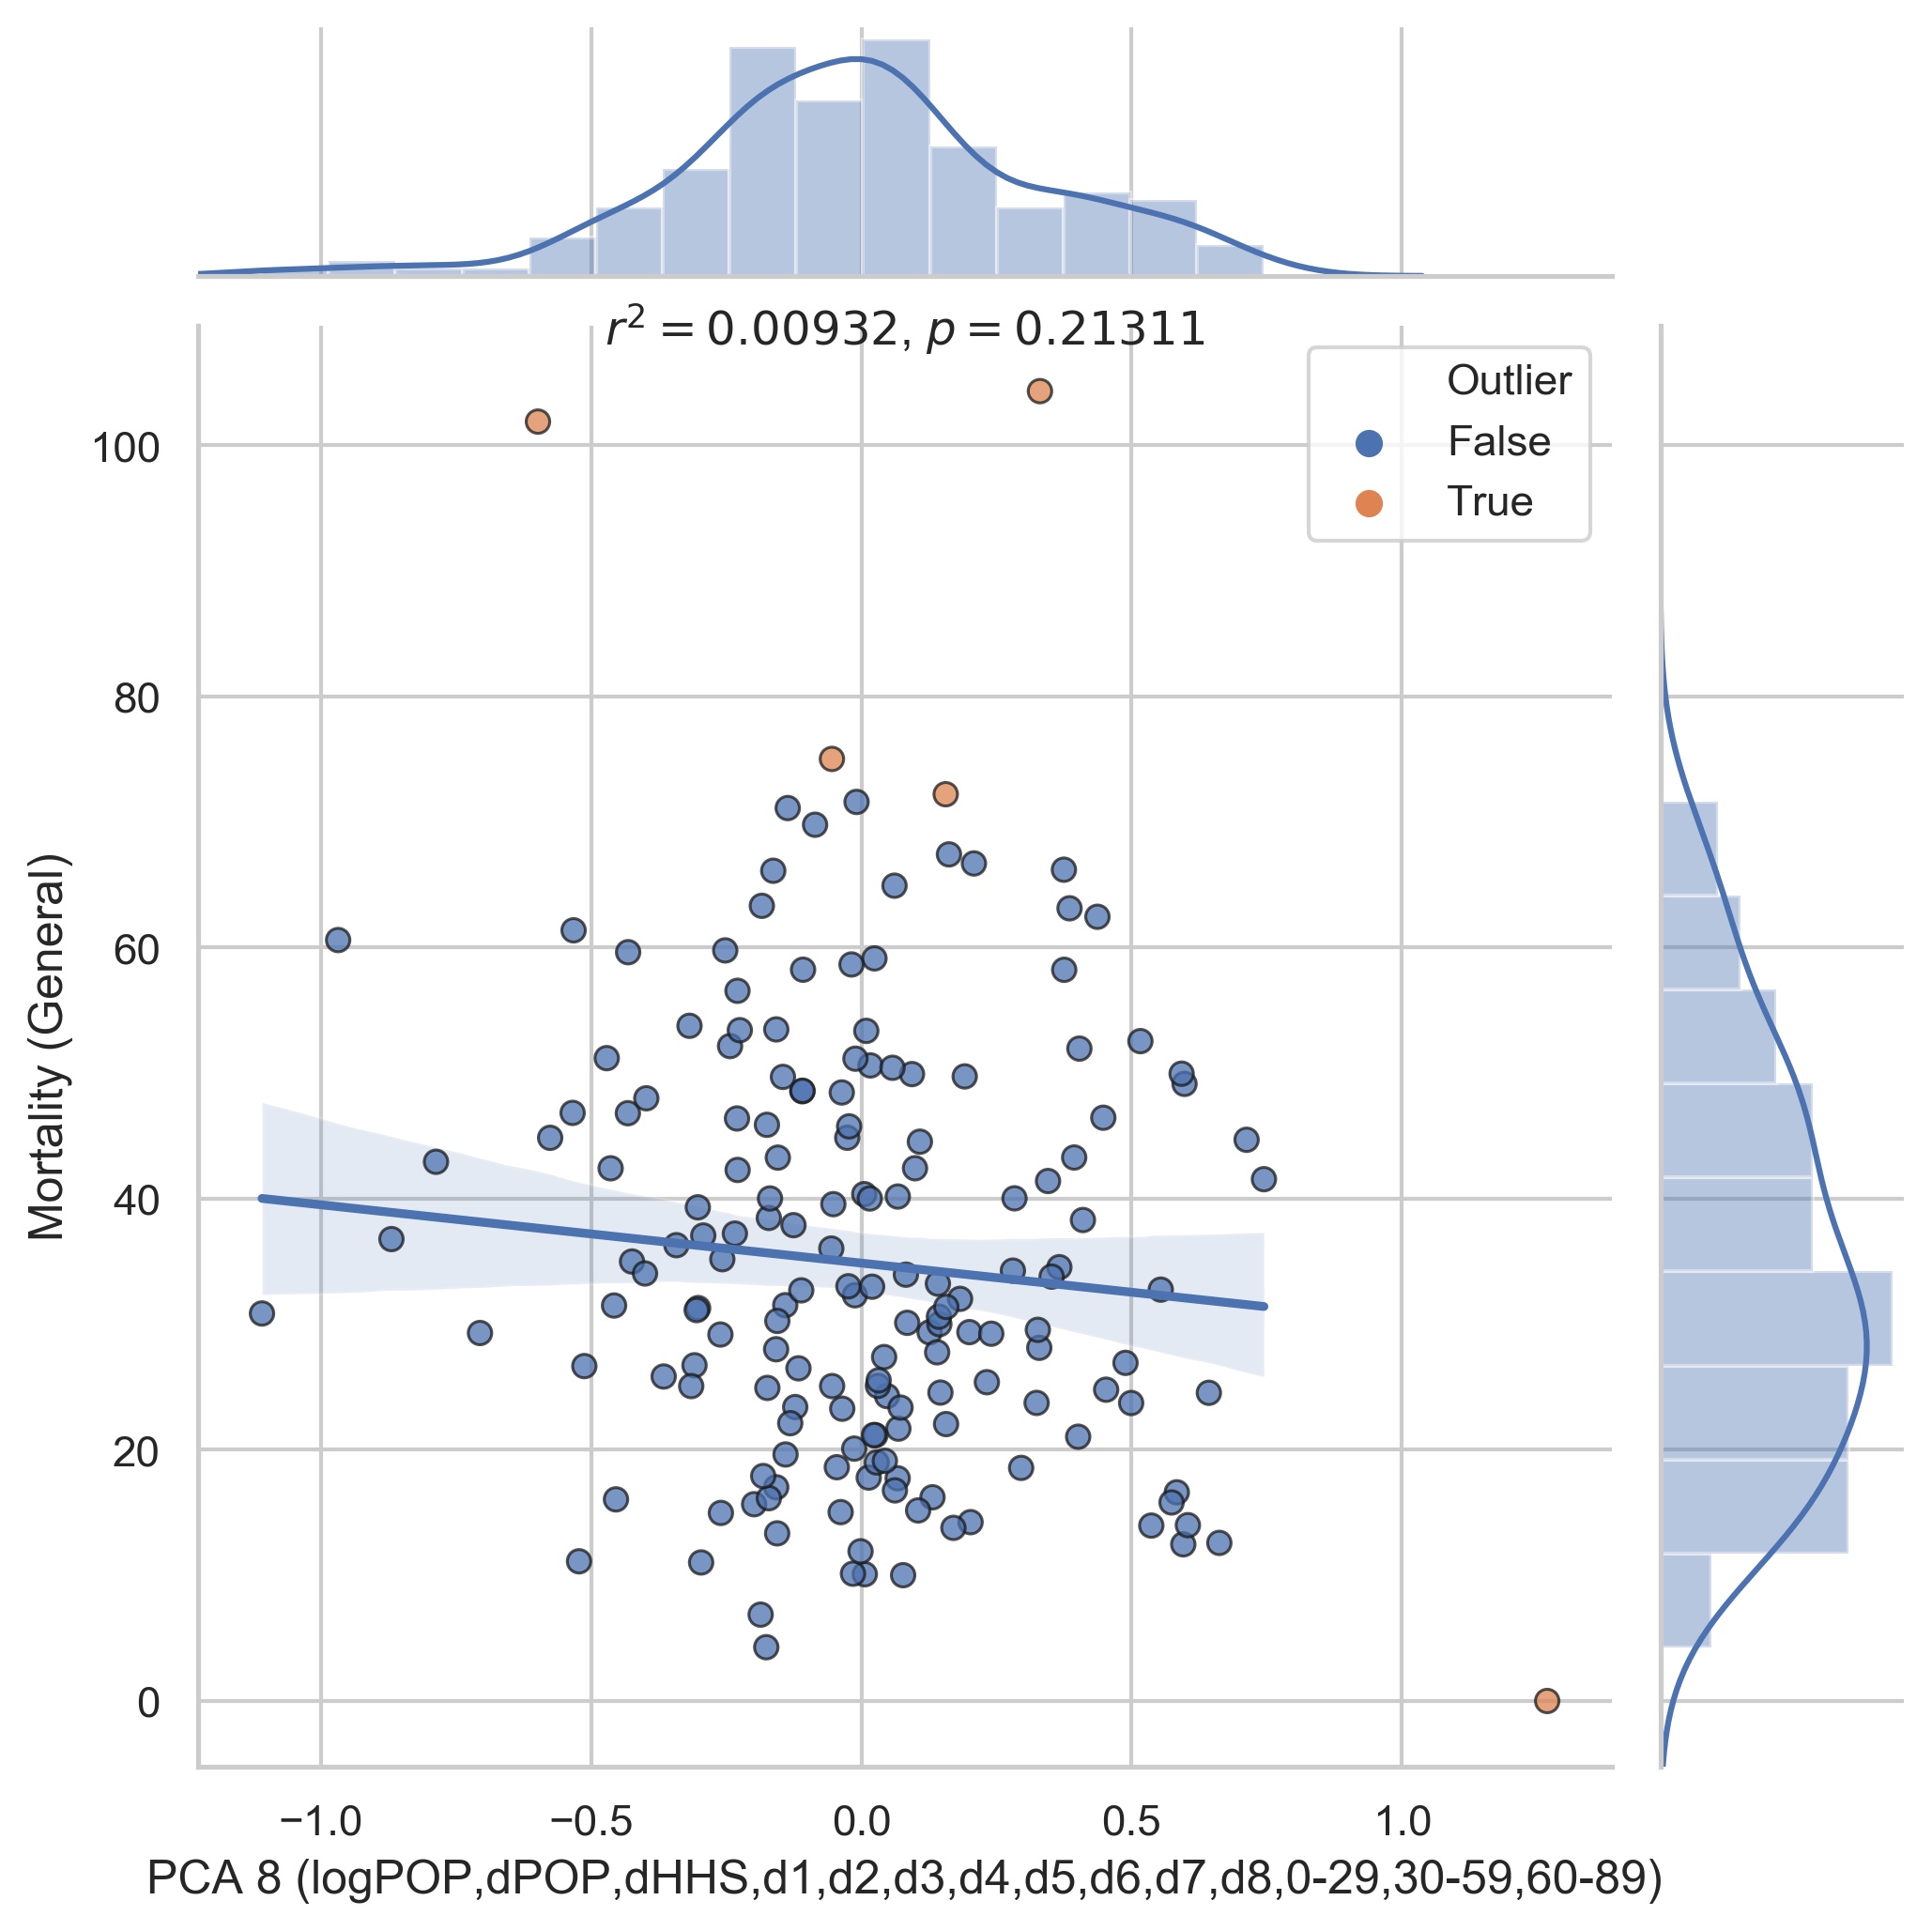 r² = 0.00932, p = 0.21311
Outlier
False
True
100
80
60
40
20
0
Mortality (General)
−1.0 −0.5 0.0 0.5 1.0
PCA 8 (logPOP,dPOP,dHHS,d1,d2,d3,d4,d5,d6,d7,d8,0-29,30-59,60-89)